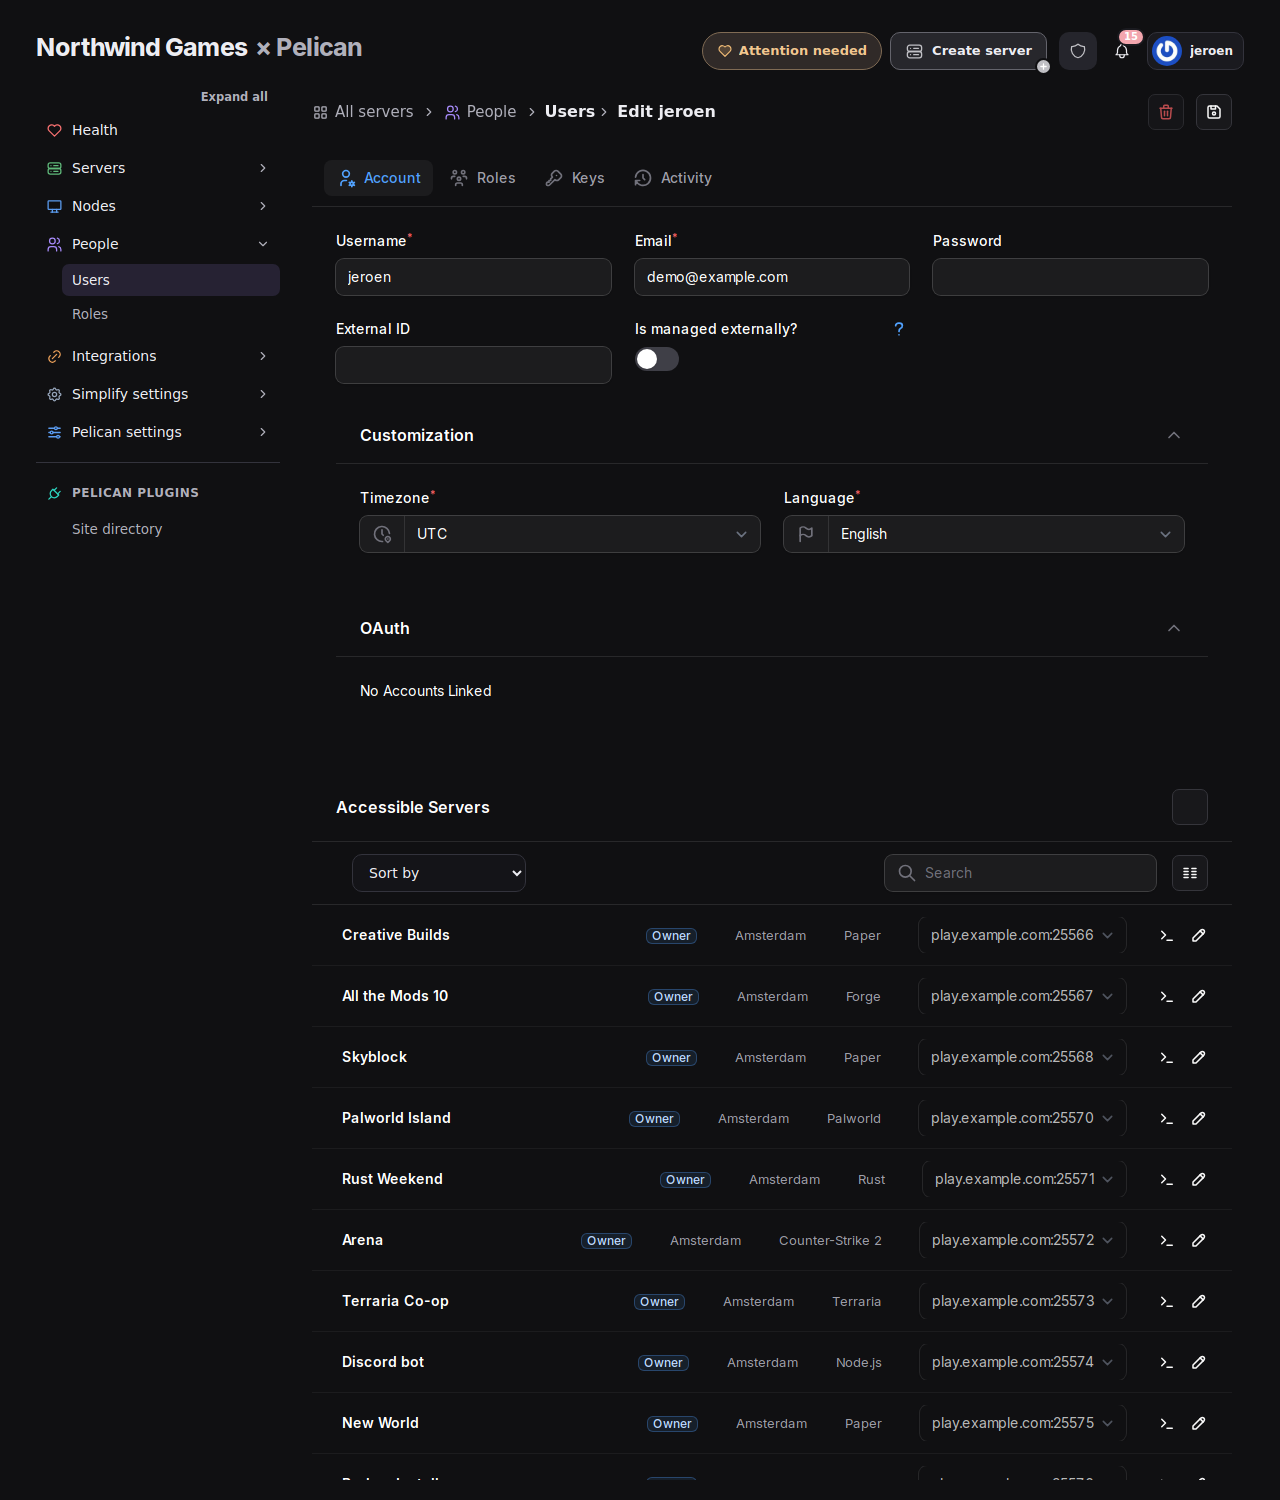 Northwind Games × Pelican
Attention needed
Create server
15
jeroen
Expand all
Health
Servers
Nodes
People
Users
Roles
Integrations
Simplify settings
Pelican settings
PELICAN PLUGINS
Site directory
All servers > People > Users > Edit jeroen
Account Roles Keys Activity
Username* Email* Password
jeroen demo@example.com
External ID Is managed externally? ?
Customization
Timezone* Language*
UTC English
OAuth
No Accounts Linked
Accessible Servers
Sort by Search
Creative Builds Owner Amsterdam Paper play.example.com:25566
All the Mods 10 Owner Amsterdam Forge play.example.com:25567
Skyblock Owner Amsterdam Paper play.example.com:25568
Palworld Island Owner Amsterdam Palworld play.example.com:25570
Rust Weekend Owner Amsterdam Rust play.example.com:25571
Arena Owner Amsterdam Counter-Strike 2 play.example.com:25572
Terraria Co-op Owner Amsterdam Terraria play.example.com:25573
Discord bot Owner Amsterdam Node.js play.example.com:25574
New World Owner Amsterdam Paper play.example.com:25575